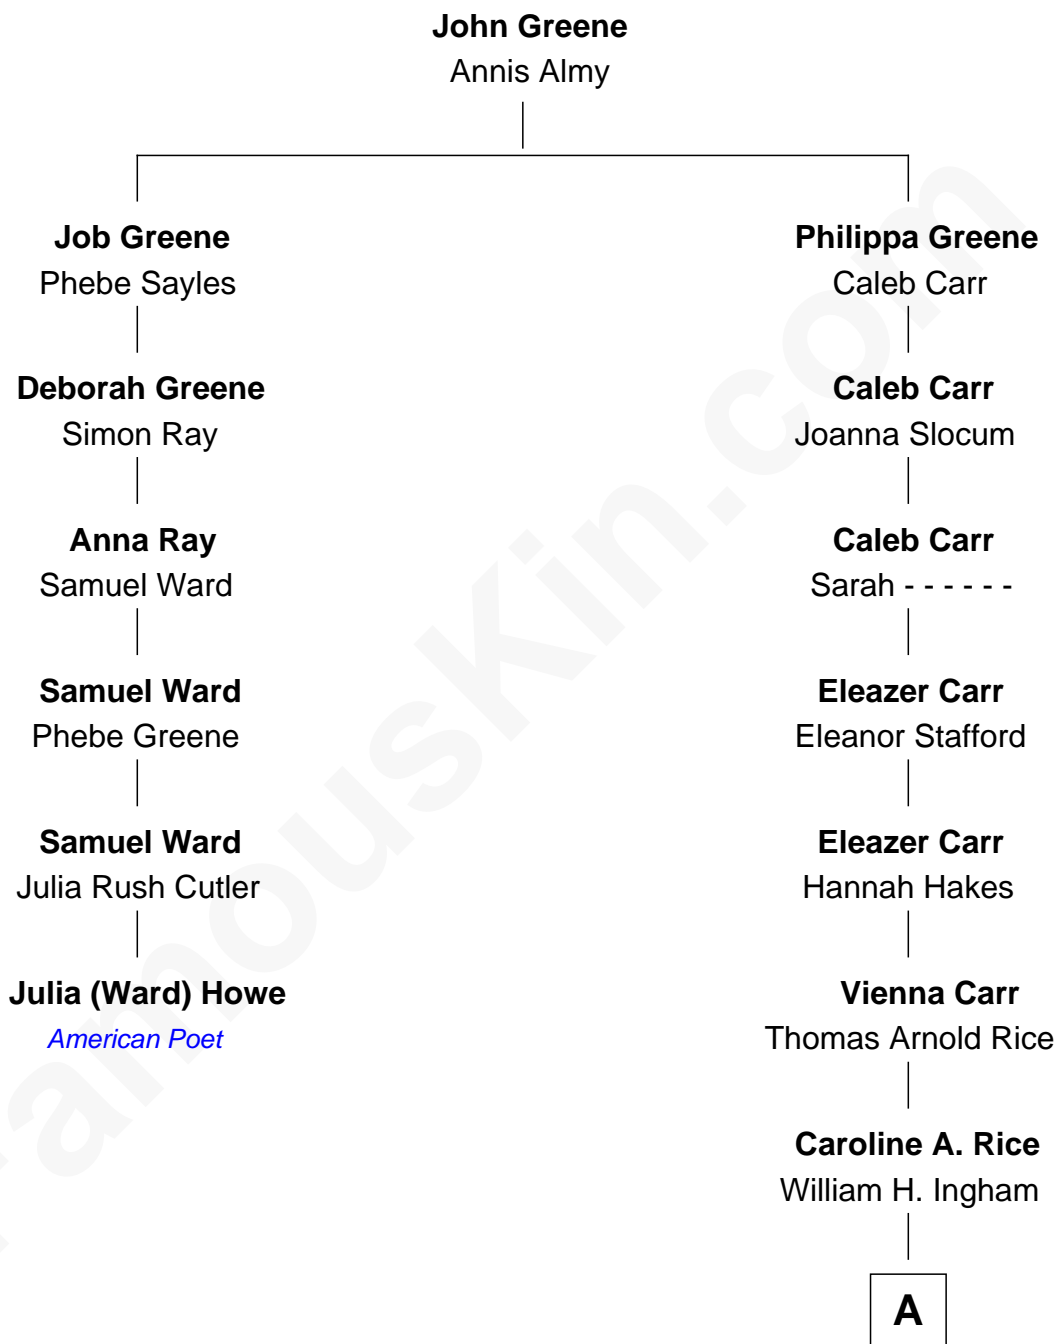 John Greene
Annis Almy
Job Greene
Phebe Sayles
Philippa Greene
Caleb Carr
Deborah Greene
Simon Ray
Caleb Carr
Joanna Slocum
Anna Ray
Samuel Ward
Caleb Carr
Sarah - - - - - -
Samuel Ward
Phebe Greene
Eleazer Carr
Eleanor Stafford
Samuel Ward
Julia Rush Cutler
Eleazer Carr
Hannah Hakes
Julia (Ward) Howe
American Poet
Vienna Carr
Thomas Arnold Rice
Caroline A. Rice
William H. Ingham
A
FamousKin.com